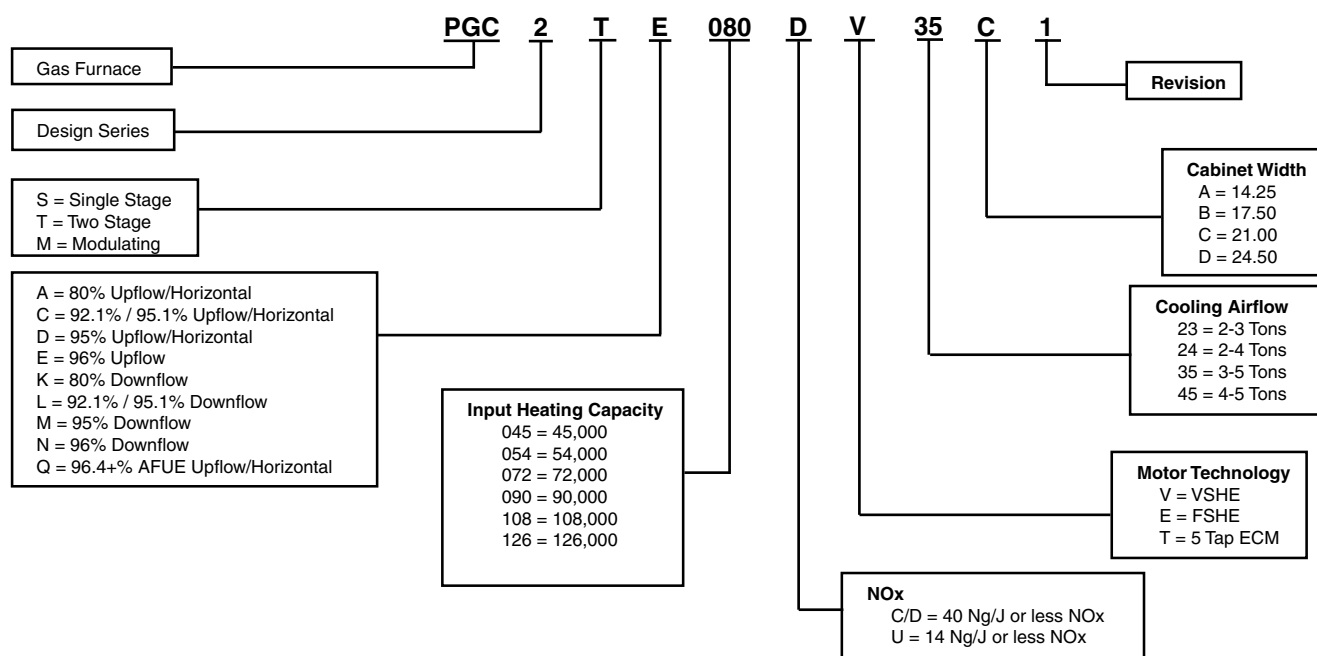 PGC 2 T E 080 D V 35 C 1
Gas Furnace
Revision
Design Series
Cabinet Width
A = 14.25
B = 17.50
C = 21.00
D = 24.50
S = Single Stage
T = Two Stage
M = Modulating
A = 80% Upflow/Horizontal
C = 92.1% / 95.1% Upflow/Horizontal
D = 95% Upflow/Horizontal
E = 96% Upflow
K = 80% Downflow
L = 92.1% / 95.1% Downflow
M = 95% Downflow
N = 96% Downflow
Q = 96.4+% AFUE Upflow/Horizontal
Cooling Airflow
23 = 2-3 Tons
24 = 2-4 Tons
35 = 3-5 Tons
45 = 4-5 Tons
Input Heating Capacity
045 = 45,000
054 = 54,000
072 = 72,000
090 = 90,000
108 = 108,000
126 = 126,000
Motor Technology
V = VSHE
E = FSHE
T = 5 Tap ECM
NOx
C/D = 40 Ng/J or less NOx
U = 14 Ng/J or less NOx